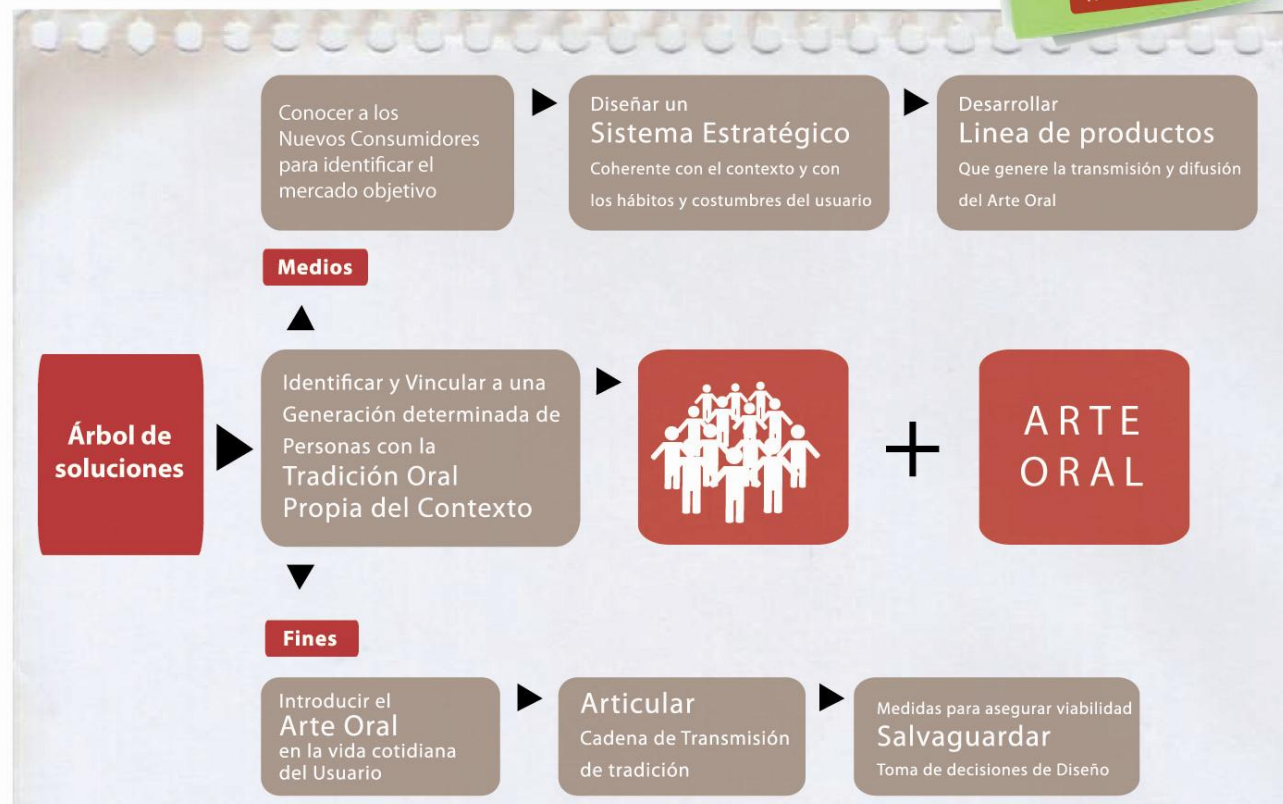 Conocer a los
Nuevos Consumidores
para identificar el
mercado objetivo
Diseñar un
Sistema Estratégico
Coherente con el contexto y con
los hábitos y costumbres del usuario
Desarrollar
Linea de productos
Que genere la transmisión y difusión
del Arte Oral
Medios
Árbol de
soluciones
Identificar y Vincular a una
Generación determinada de
Personas con la
Tradición Oral
Propia del Contexto
+
ARTE
ORAL
Fines
Introducir el
Arte Oral
en la vida cotidiana
del Usuario
Articular
Cadena de Transmisión
de tradición
Medidas para asegurar viabilidad
Salvaguardar
Toma de decisiones de Diseño